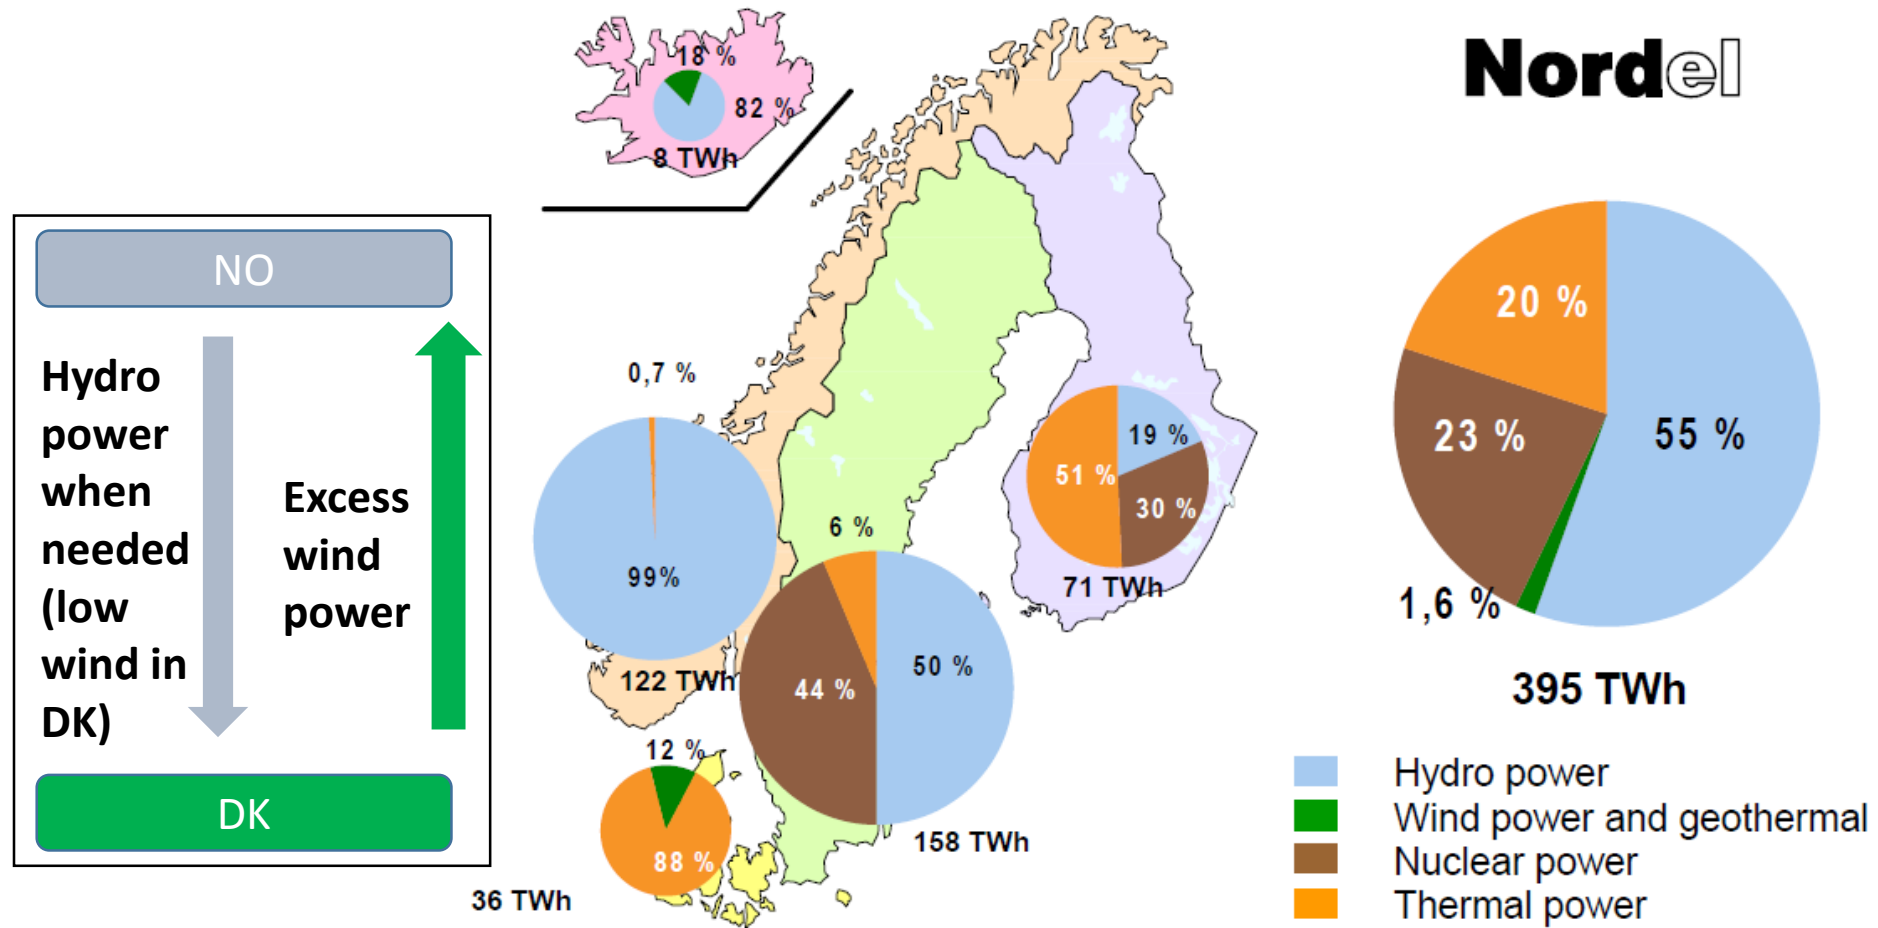 18 %
82 %
8 TWh
Nordel
NO
Hydro
power
when
needed
(low
wind in
DK)
Excess
wind
power
DK
0,7 %
99%
122 TWh
6 %
44 %
50 %
158 TWh
19 %
51 %
30 %
71 TWh
12 %
88 %
36 TWh
20 %
23 %
55 %
1,6 %
395 TWh
Hydro power
Wind power and geothermal
Nuclear power
Thermal power